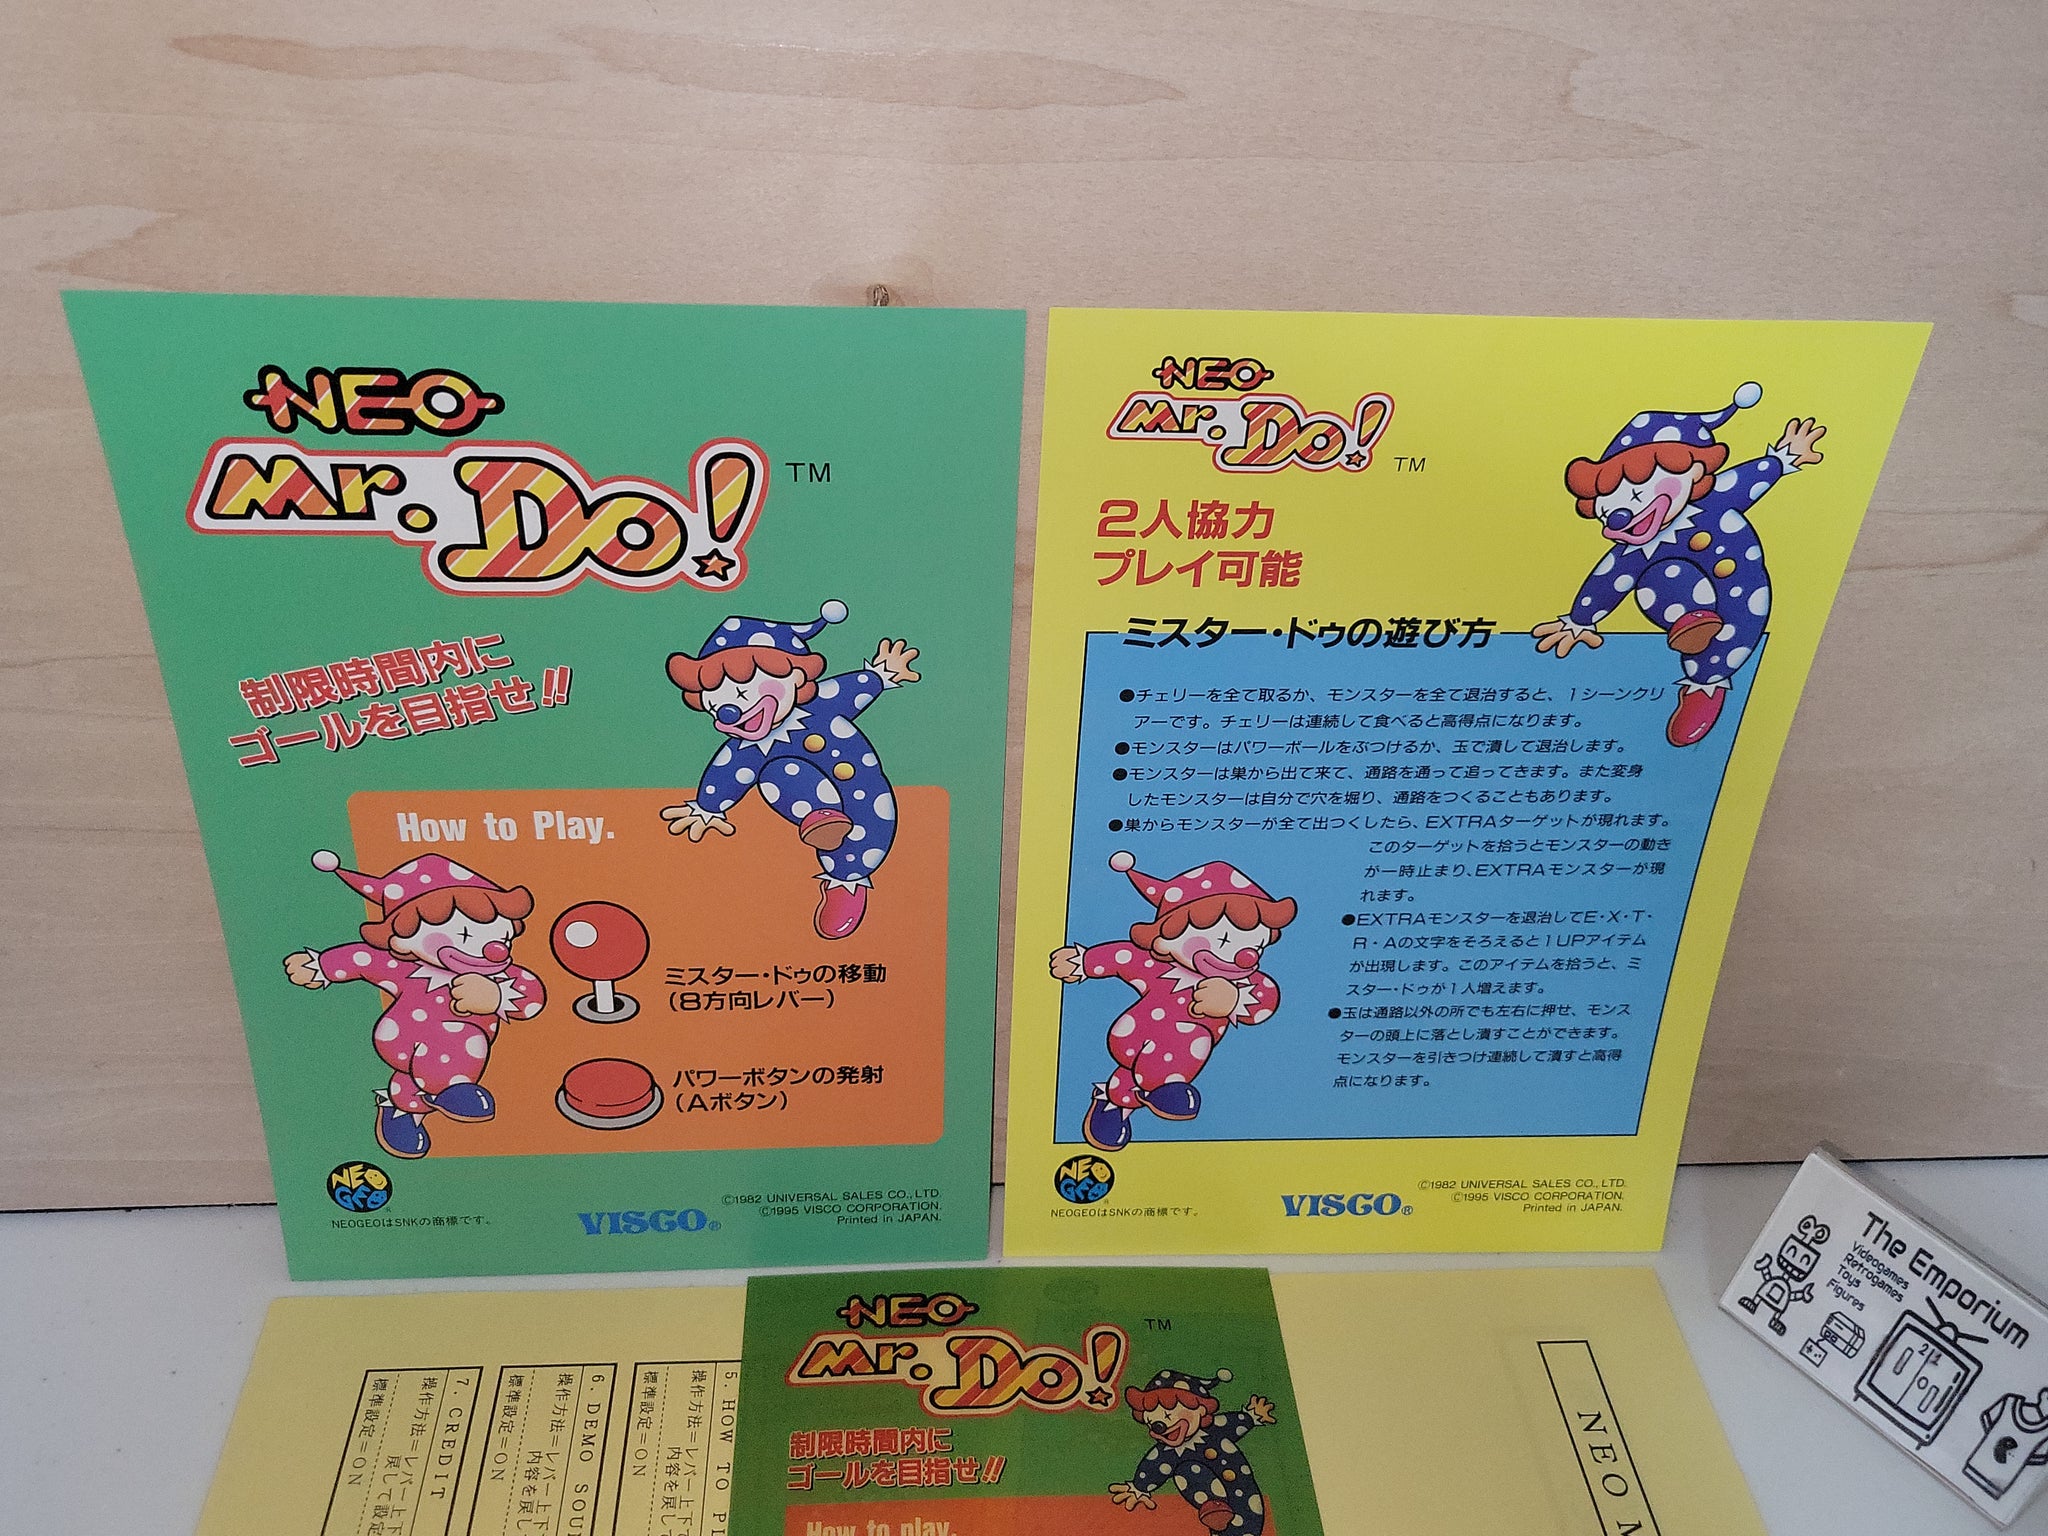 NEO
Mr. Do! TM
制限時間内に
ゴールを目指せ!!
How to Play.
ミスター・ドゥの移動
(8方向レバー)
パワーボタンの発射
(Aボタン)
NEO GEO
NEOGEOはSNKの商標です。
VISCO®
©1982 UNIVERSAL SALES CO., LTD.
©1995 VISCO CORPORATION.
Printed in JAPAN.
NEO
Mr. Do! TM
2人協力
プレイ可能
ミスター・ドゥの遊び方
●チェリーを全て取るか、モンスターを全て退治すると、1シーンクリ
アーです。チェリーは連続して食べると高得点になります。
●モンスターはパワーボールをぶつけるか、玉で潰して退治します。
●モンスターは巣から出て来て、通路を通って追ってきます。また変身
したモンスターは自分で穴を堀り、通路をつくることもあります。
●巣からモンスターが全て出つくしたら、EXTRAターゲットが現れます。
このターゲットを拾うとモンスターの動き
が一時止まり、EXTRAモンスターが現
れます。
●EXTRAモンスターを退治してE・X・T・
R・Aの文字をそろえると1UPアイテム
が出現します。このアイテムを拾うと、ミ
スター・ドゥが1人増えます。
●玉は通路以外の所でも左右に押せ、モンス
ターの頭上に落とし潰すことができます。
モンスターを引きつけ連続して潰すと高得
点になります。
NEO GEO
NEOGEOはSNKの商標です。
VISCO®
©1982 UNIVERSAL SALES CO., LTD.
©1995 VISCO CORPORATION.
Printed in JAPAN.
The Emporium
Videogames
Retrogames
Toys
Figures
NEO
Mr. Do! TM
制限時間内に
ゴールを目指せ!!
How to play.
5. HOW TO
操作方法=レバー上下
内容を戻し
標準設定=ON
6. DEMO SOU
操作方法=レバー上下
内容を戻し
標準設定=ON
7. CREDIT
操作方法=レバー上下
戻して設定
標準設定=ON
NEO